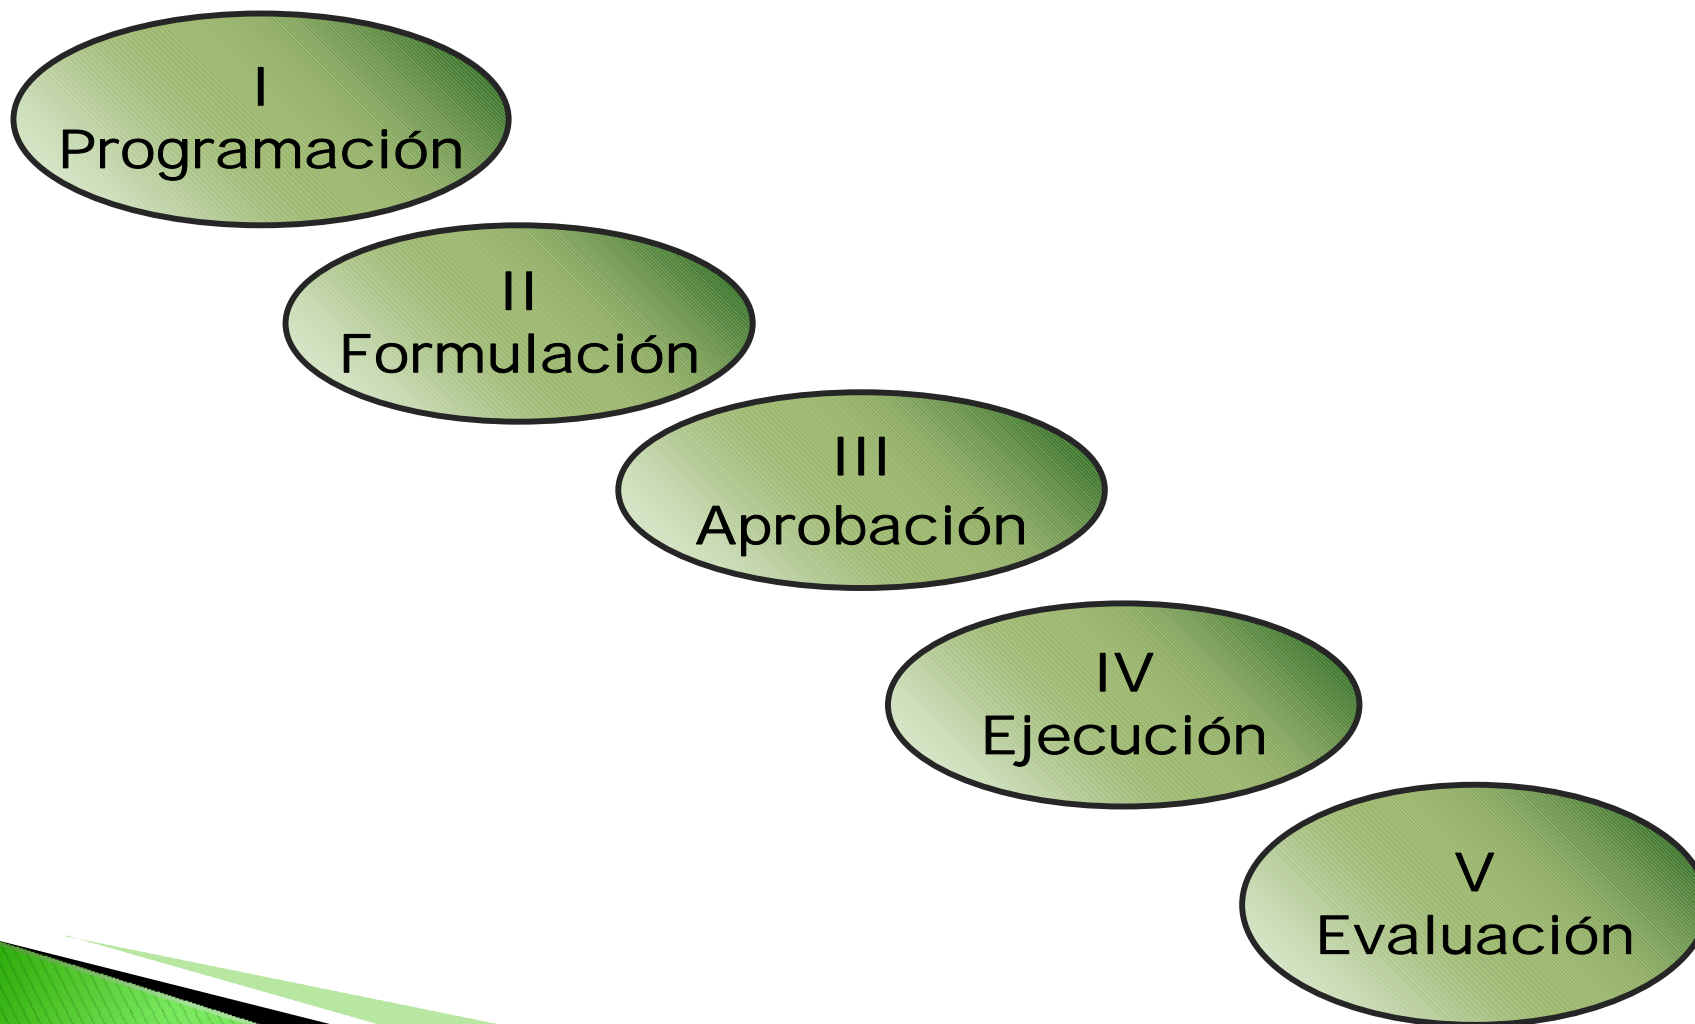 I
Programación
II
Formulación
III
Aprobación
IV
Ejecución
V
Evaluación